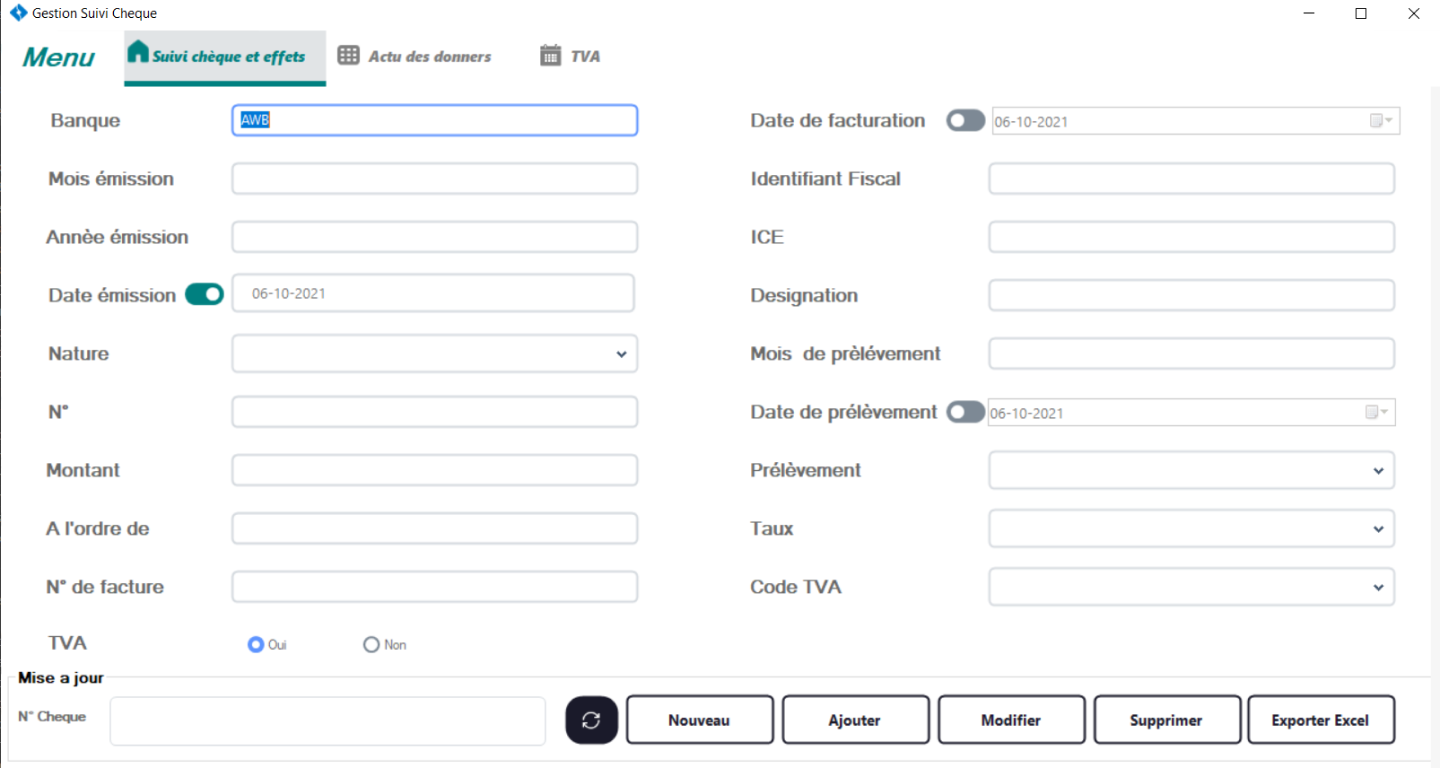 Gestion Suivi Cheque
Menu
Suivi chèque et effets
Actu des donners
TVA
Banque
AWB
Mois émission
Annèe émission
Date émission
06-10-2021
Nature
N°
Montant
A l'ordre de
N° de facture
TVA
Oui
Non
Date de facturation
06-10-2021
Identifiant Fiscal
ICE
Designation
Mois de prèlévement
Date de prélèvement
06-10-2021
Prélèvement
Taux
Code TVA
Mise a jour
N° Cheque
Nouveau
Ajouter
Modifier
Supprimer
Exporter Excel